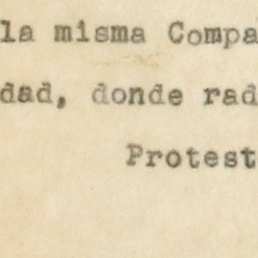 la misma Compa
dad, donde rad
Protest